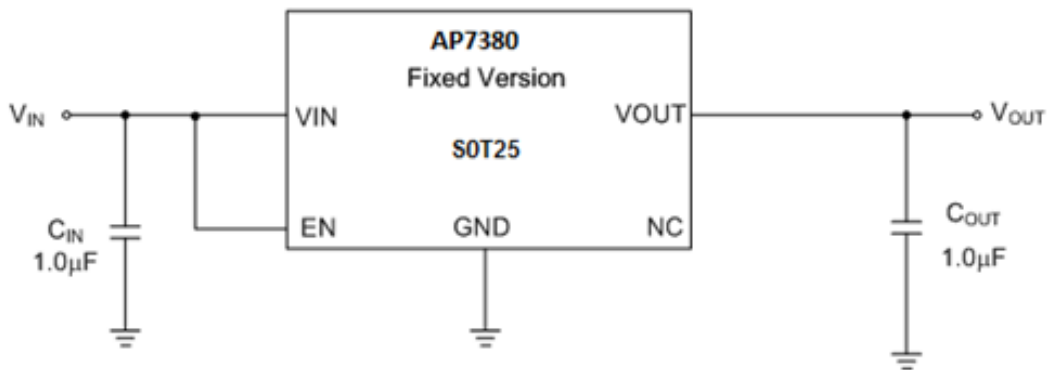 AP7380
Fixed Version
VIN
VIN
VOUT
VOUT
S0T25
CIN
1.0μF
EN
GND
NC
COUT
1.0μF